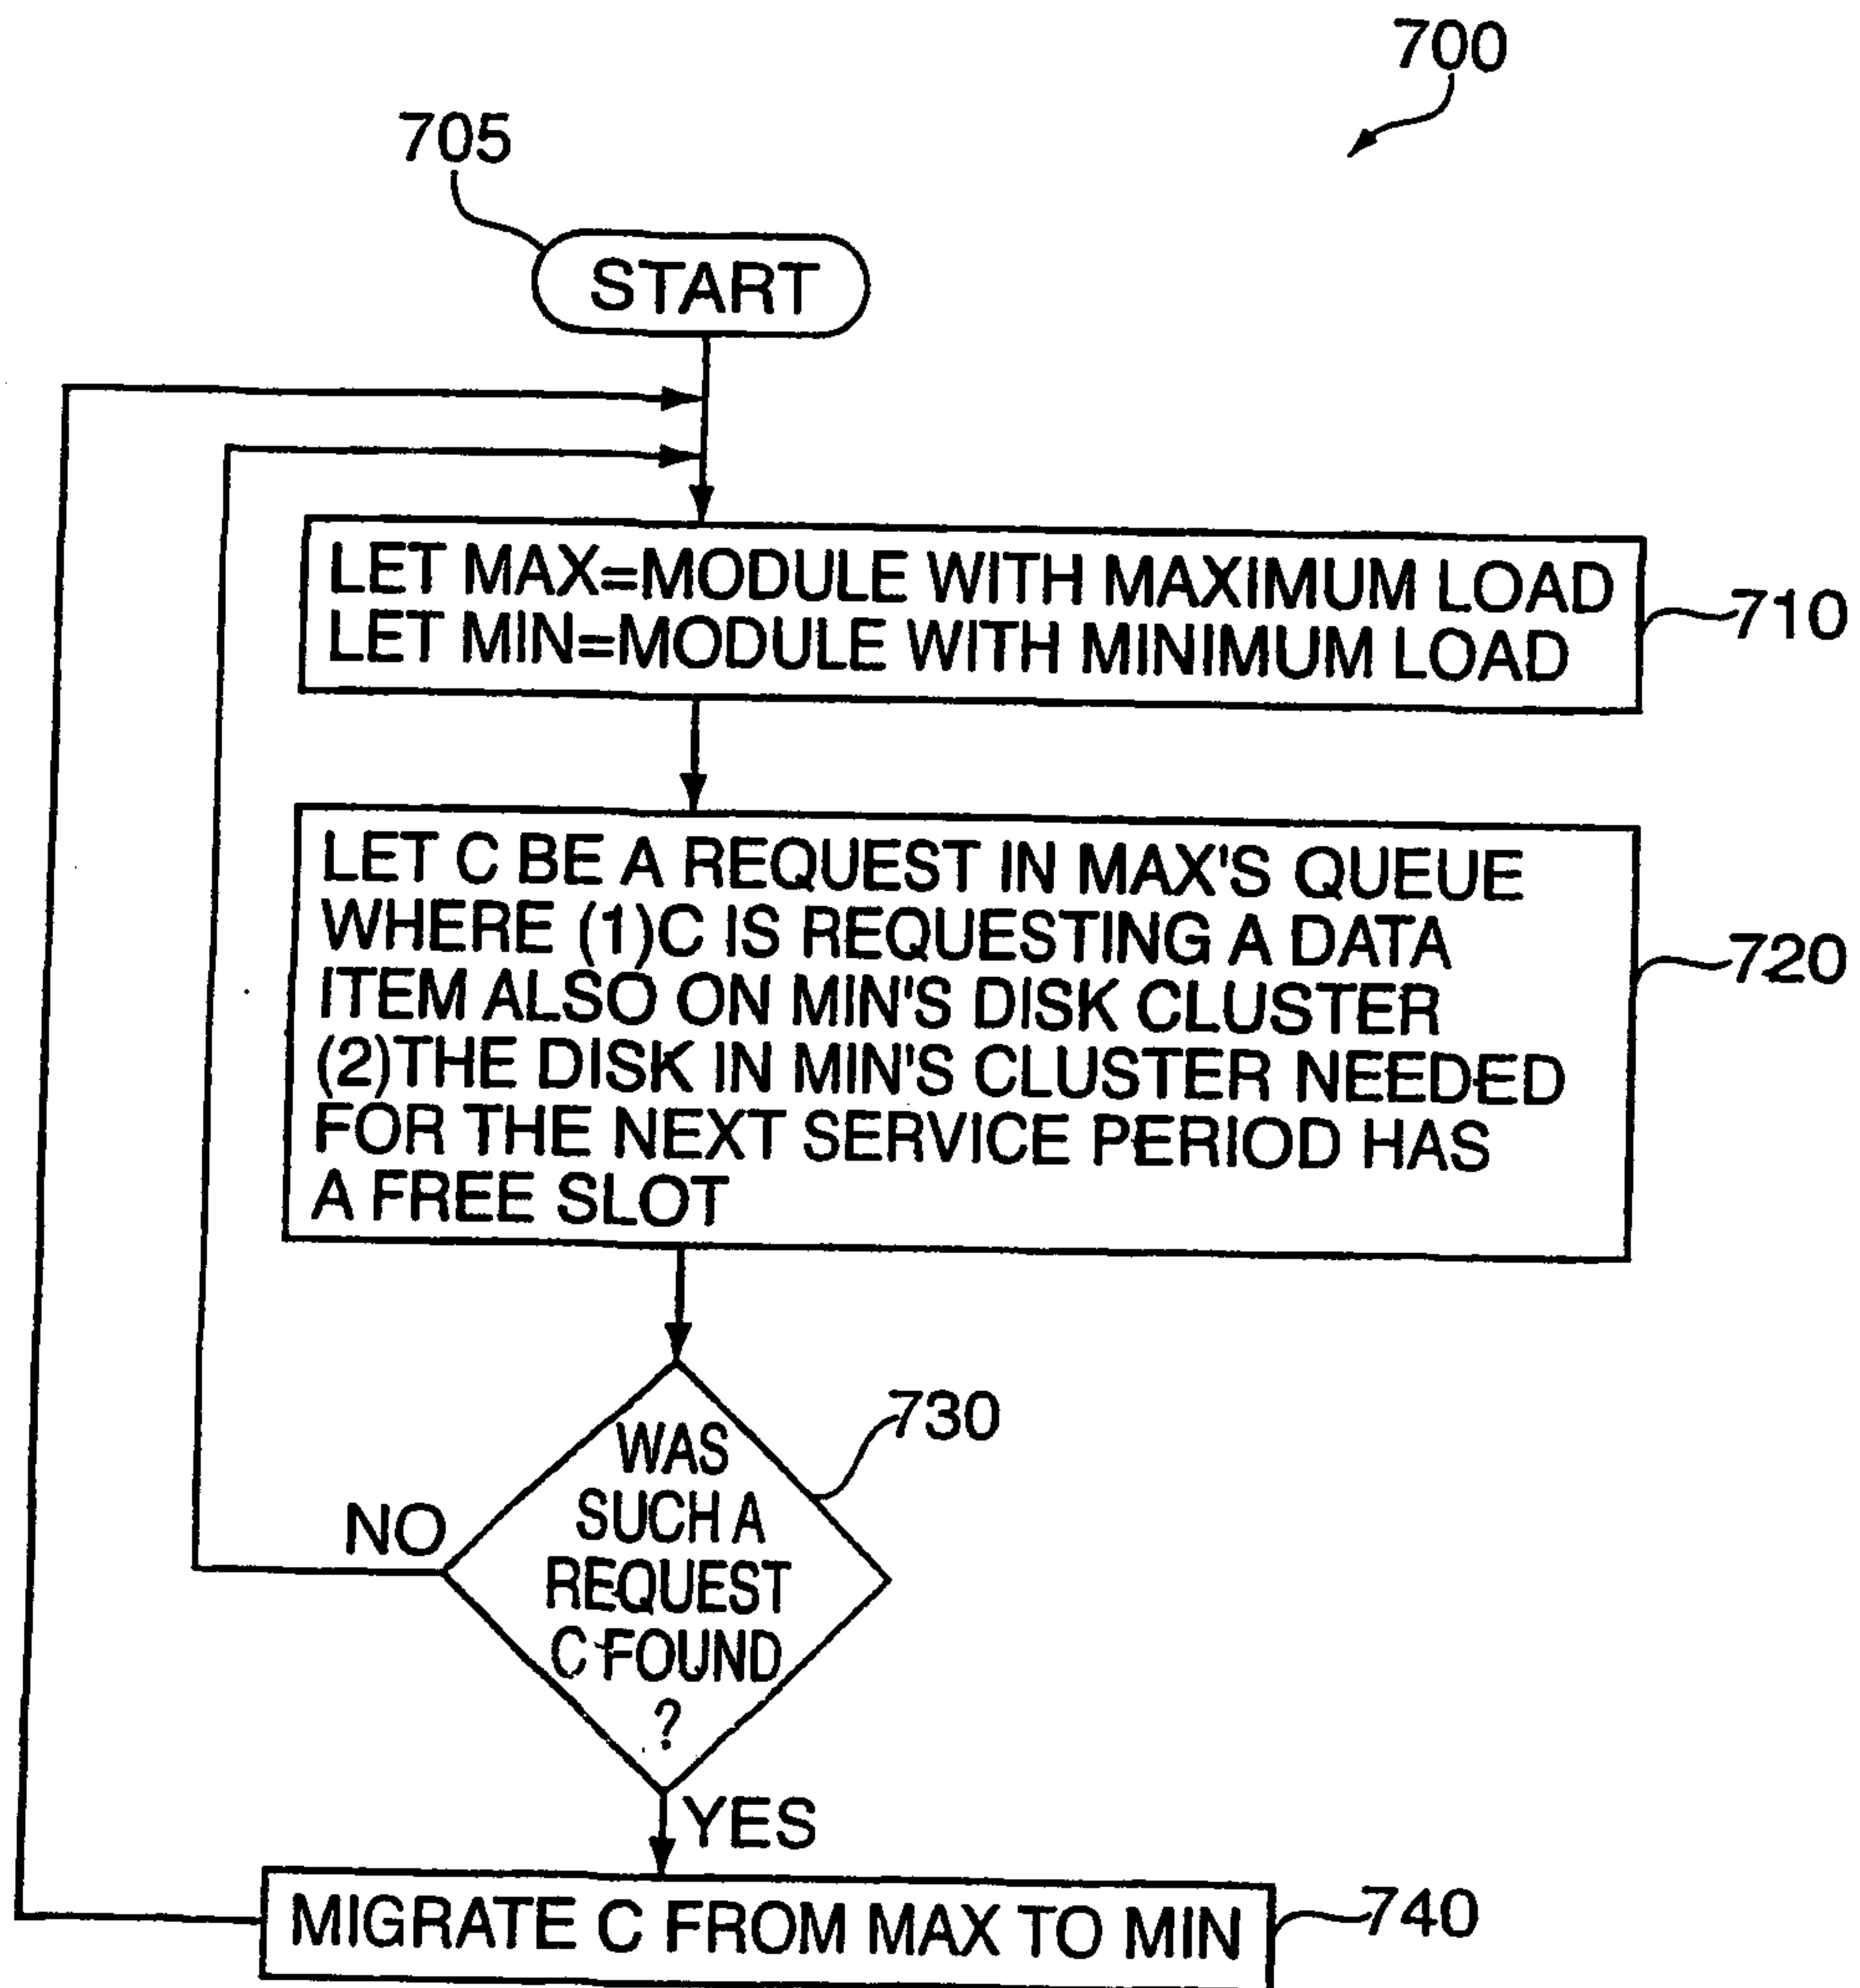 700
705
START
LET MAX=MODULE WITH MAXIMUM LOAD
LET MIN=MODULE WITH MINIMUM LOAD
710
LET C BE A REQUEST IN MAX'S QUEUE
WHERE (1)C IS REQUESTING A DATA
ITEM ALSO ON MIN'S DISK CLUSTER
(2)THE DISK IN MIN'S CLUSTER NEEDED
FOR THE NEXT SERVICE PERIOD HAS
A FREE SLOT
720
730
WAS
SUCH A
REQUEST
C FOUND
?
NO
YES
MIGRATE C FROM MAX TO MIN
740